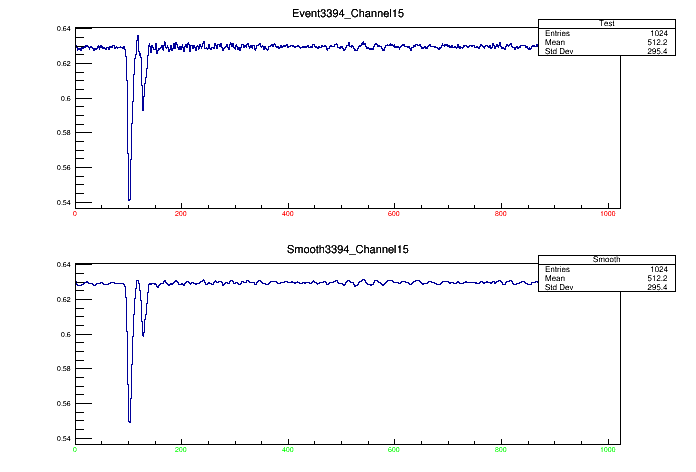 Event3394_Channel15
Test
Entries 1024
Mean 512.2
Std Dev 295.4
0.64
0.62
0.6
0.58
0.56
0.54
0 200 400 600 800 1000
Smooth3394_Channel15
Smooth
Entries 1024
Mean 512.2
Std Dev 295.4
0.64
0.62
0.6
0.58
0.56
0.54
0 200 400 600 800 1000